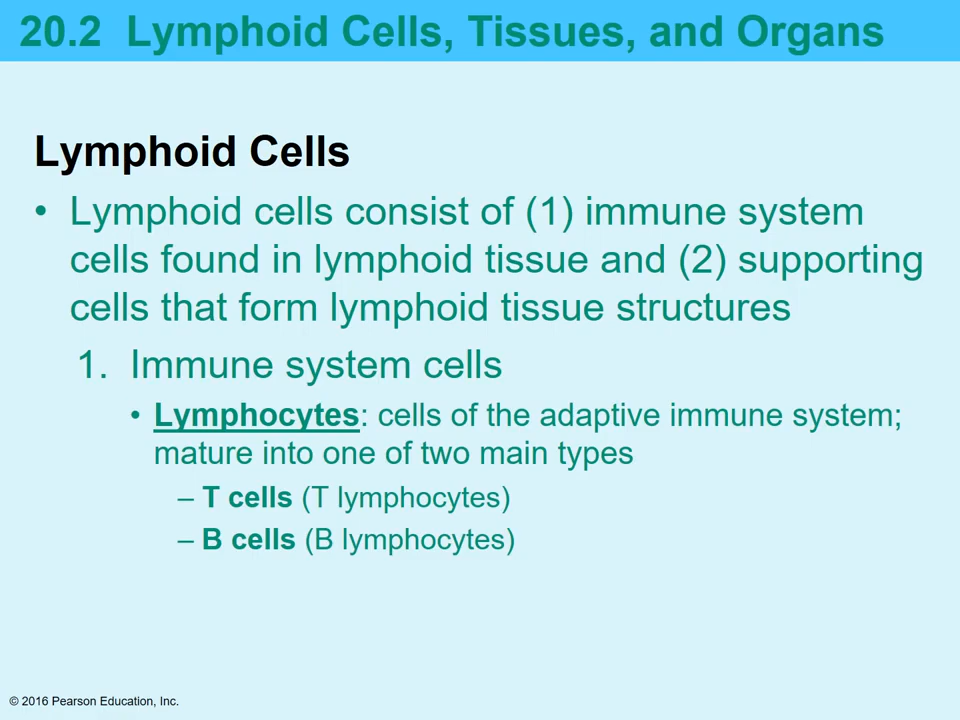 20.2 Lymphoid Cells, Tissues, and Organs
Lymphoid Cells
• Lymphoid cells consist of (1) immune system
cells found in lymphoid tissue and (2) supporting
cells that form lymphoid tissue structures
1. Immune system cells
• Lymphocytes: cells of the adaptive immune system;
mature into one of two main types
– T cells (T lymphocytes)
– B cells (B lymphocytes)
© 2016 Pearson Education, Inc.